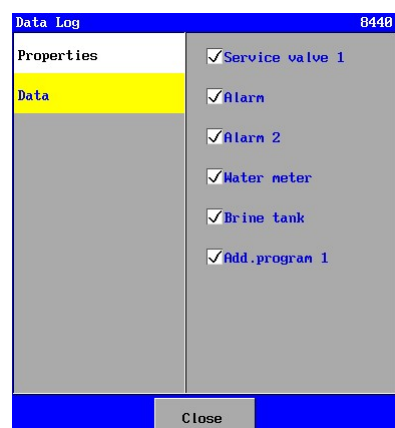 Data Log 8440
Properties
Data
Service valve 1
Alarm
Alarm 2
Water meter
Brine tank
Add.program 1
Close